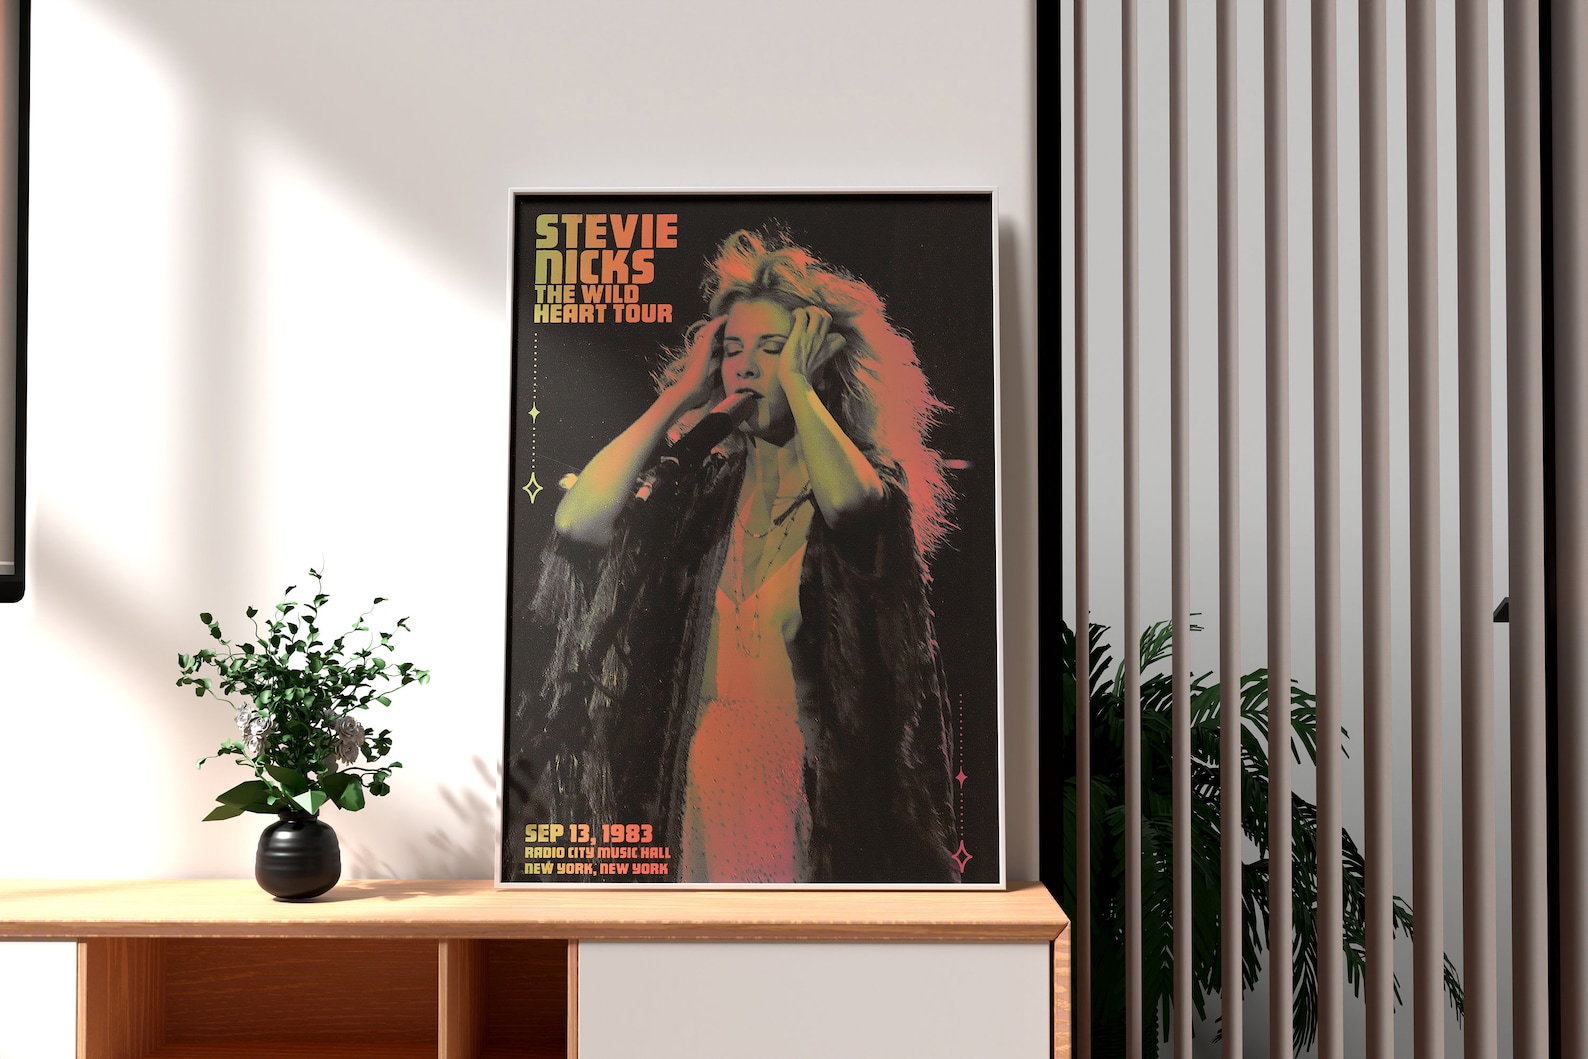 STEVIE
NICKS
THE WILD
HEART TOUR
SEP 13, 1983
RADIO CITY MUSIC HALL
NEW YORK, NEW YORK